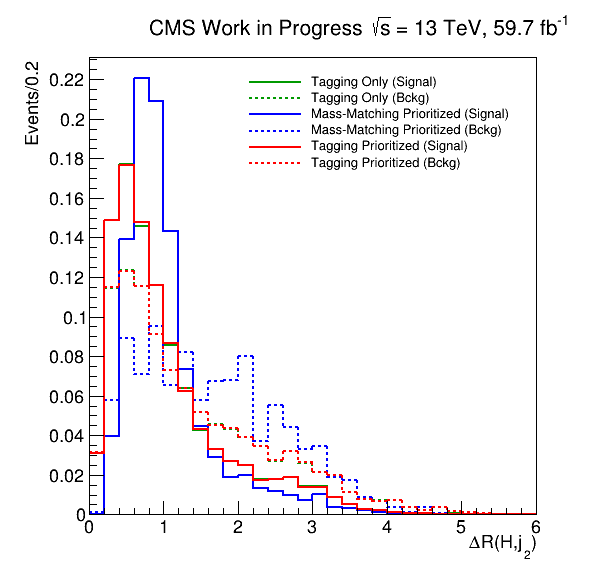 CMS Work in Progress √s = 13 TeV, 59.7 fb⁻¹
Events/0.2
Tagging Only (Signal)
Tagging Only (Bckg)
Mass-Matching Prioritized (Signal)
Mass-Matching Prioritized (Bckg)
Tagging Prioritized (Signal)
Tagging Prioritized (Bckg)
0.22
0.2
0.18
0.16
0.14
0.12
0.1
0.08
0.06
0.04
0.02
0
0 1 2 3 4 5 6
ΔR(H,j₂)